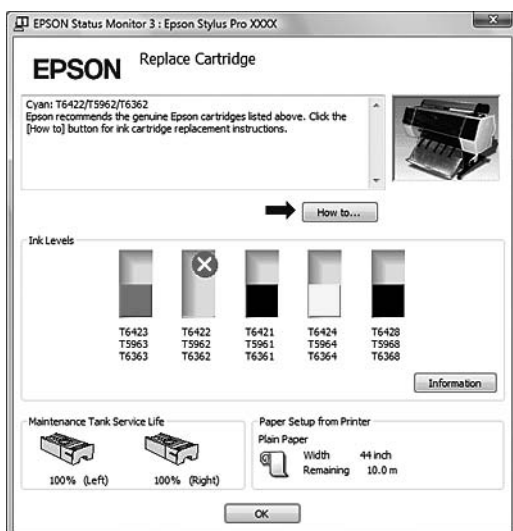 EPSON Status Monitor 3 : Epson Stylus Pro XXXX
EPSON
Replace Cartridge
Cyan: T6422/T5962/T6362
Epson recommends the genuine Epson cartridges listed above. Click the
[How to] button for ink cartridge replacement instructions.
How to...
Ink Levels
T6423 T6422 T6421 T6424 T6428
T5963 T5962 T5961 T5964 T5968
T6363 T6362 T6361 T6364 T6368
Information
Maintenance Tank Service Life
100% (Left) 100% (Right)
Paper Setup from Printer
Plain Paper
Width 44 inch
Remaining 10.0 m
OK